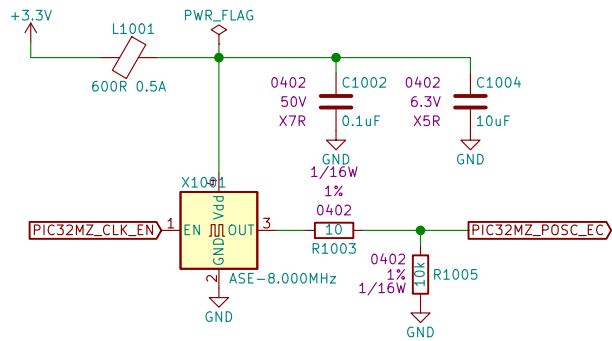 +3.3V
PWR_FLAG
L1001
600R 0.5A
0402
50V
X7R
C1002
0.1uF
0402
6.3V
X5R
C1004
10uF
GND
GND
X1001
4
Vdd
PIC32MZ_CLK_EN
1
EN
OUT
3
GND
2
ASE-8.000MHz
GND
1/16W
1%
0402
10
R1003
PIC32MZ_POSC_EC
0402
1%
1/16W
10k
R1005
GND